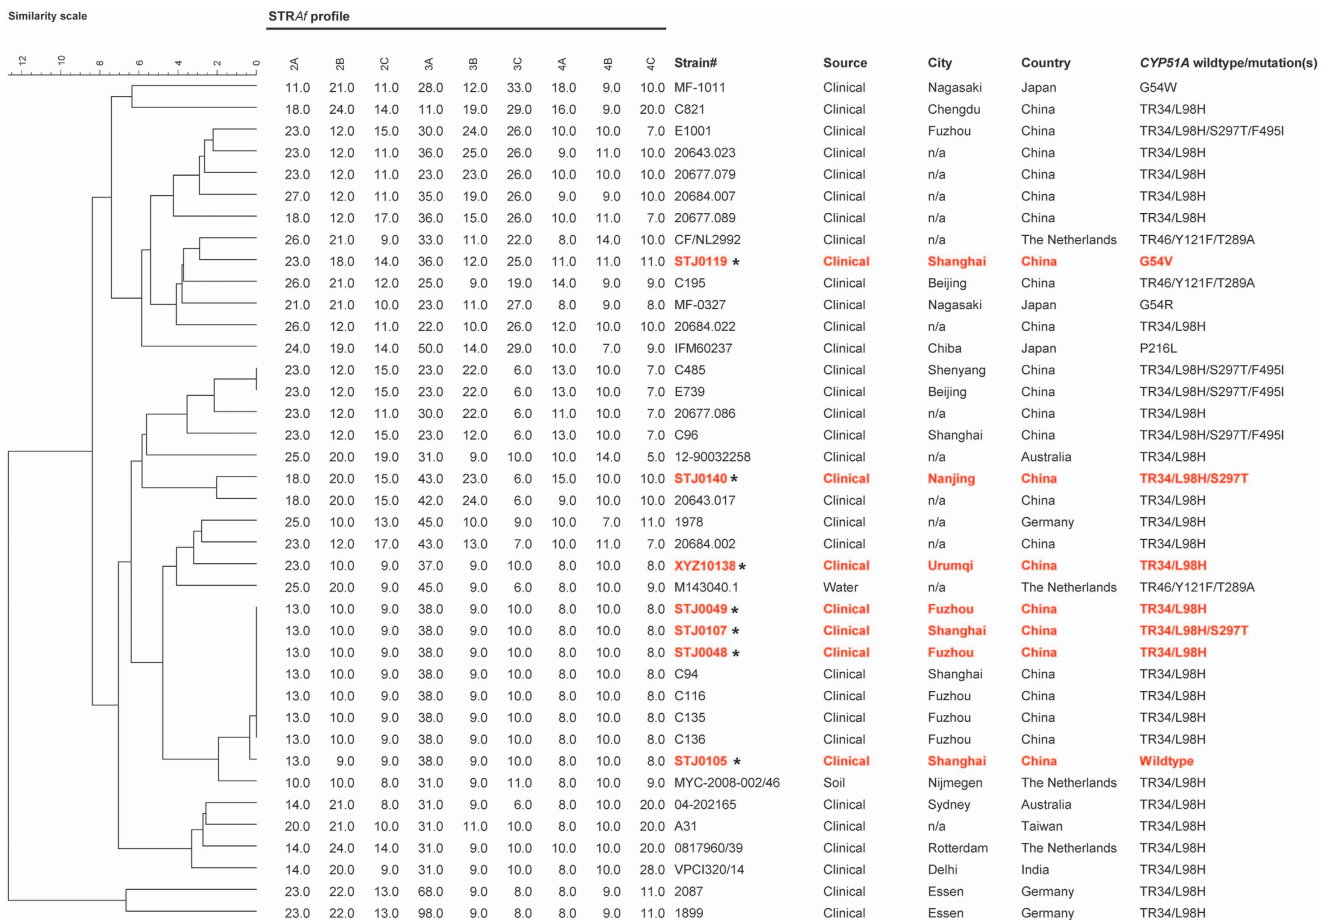 Similarity scale STRAf profile
12 10 8 6 4 2 0 2A 2B 2C 3A 3B 3C 4A 4B 4C Strain# Source City Country CYP51A wildtype/mutation(s)
11.0 21.0 11.0 28.0 12.0 33.0 18.0 9.0 10.0 MF-1011 Clinical Nagasaki Japan G54W
18.0 24.0 14.0 11.0 19.0 29.0 16.0 9.0 20.0 C821 Clinical Chengdu China TR34/L98H
23.0 12.0 15.0 30.0 24.0 26.0 10.0 10.0 7.0 E1001 Clinical Fuzhou China TR34/L98H/S297T/F495I
23.0 12.0 11.0 36.0 25.0 26.0 9.0 11.0 10.0 20643.023 Clinical n/a China TR34/L98H
23.0 12.0 11.0 23.0 23.0 26.0 10.0 10.0 10.0 20677.079 Clinical n/a China TR34/L98H
27.0 12.0 11.0 35.0 19.0 26.0 9.0 9.0 10.0 20684.007 Clinical n/a China TR34/L98H
18.0 12.0 17.0 36.0 15.0 26.0 10.0 11.0 7.0 20677.089 Clinical n/a China TR34/L98H
26.0 21.0 9.0 33.0 11.0 22.0 8.0 14.0 10.0 CF/NL2992 Clinical n/a The Netherlands TR46/Y121F/T289A
23.0 18.0 14.0 36.0 12.0 25.0 11.0 11.0 11.0 STJ0119 * Clinical Shanghai China G54V
26.0 21.0 12.0 25.0 9.0 19.0 14.0 9.0 9.0 C195 Clinical Beijing China TR46/Y121F/T289A
21.0 21.0 10.0 23.0 11.0 27.0 8.0 9.0 8.0 MF-0327 Clinical Nagasaki Japan G54R
26.0 12.0 11.0 22.0 10.0 26.0 12.0 10.0 10.0 20684.022 Clinical n/a China TR34/L98H
24.0 19.0 14.0 50.0 14.0 29.0 10.0 7.0 9.0 IFM60237 Clinical Chiba Japan P216L
23.0 12.0 15.0 23.0 22.0 6.0 13.0 10.0 7.0 C485 Clinical Shenyang China TR34/L98H/S297T/F495I
23.0 12.0 15.0 23.0 22.0 6.0 13.0 10.0 7.0 E739 Clinical Beijing China TR34/L98H/S297T/F495I
23.0 12.0 11.0 30.0 22.0 6.0 11.0 10.0 7.0 20677.086 Clinical n/a China TR34/L98H
23.0 12.0 15.0 23.0 12.0 6.0 13.0 10.0 7.0 C96 Clinical Shanghai China TR34/L98H/S297T/F495I
25.0 20.0 19.0 31.0 9.0 10.0 10.0 14.0 5.0 12-90032258 Clinical n/a Australia TR34/L98H
18.0 20.0 15.0 43.0 23.0 6.0 15.0 10.0 10.0 STJ0140 * Clinical Nanjing China TR34/L98H/S297T
18.0 20.0 15.0 42.0 24.0 6.0 9.0 10.0 10.0 20643.017 Clinical n/a China TR34/L98H
25.0 10.0 13.0 45.0 10.0 9.0 10.0 7.0 11.0 1978 Clinical n/a Germany TR34/L98H
23.0 12.0 17.0 43.0 13.0 7.0 10.0 11.0 7.0 20684.002 Clinical n/a China TR34/L98H
23.0 10.0 9.0 37.0 9.0 10.0 8.0 10.0 8.0 XYZ10138 * Clinical Urumqi China TR34/L98H
25.0 20.0 9.0 45.0 9.0 6.0 8.0 10.0 9.0 M143040.1 Water n/a The Netherlands TR46/Y121F/T289A
13.0 10.0 9.0 38.0 9.0 10.0 8.0 10.0 8.0 STJ0049 * Clinical Fuzhou China TR34/L98H
13.0 10.0 9.0 38.0 9.0 10.0 8.0 10.0 8.0 STJ0107 * Clinical Shanghai China TR34/L98H/S297T
13.0 10.0 9.0 38.0 9.0 10.0 8.0 10.0 8.0 STJ0048 * Clinical Fuzhou China TR34/L98H
13.0 10.0 9.0 38.0 9.0 10.0 8.0 10.0 8.0 C94 Clinical Shanghai China TR34/L98H
13.0 10.0 9.0 38.0 9.0 10.0 8.0 10.0 8.0 C116 Clinical Fuzhou China TR34/L98H
13.0 10.0 9.0 38.0 9.0 10.0 8.0 10.0 8.0 C135 Clinical Fuzhou China TR34/L98H
13.0 10.0 9.0 38.0 9.0 10.0 8.0 10.0 8.0 C136 Clinical Fuzhou China TR34/L98H
13.0 9.0 9.0 38.0 9.0 10.0 8.0 10.0 8.0 STJ0105 * Clinical Shanghai China Wildtype
10.0 10.0 8.0 31.0 9.0 11.0 8.0 10.0 9.0 MYC-2008-002/46 Soil Nijmegen The Netherlands TR34/L98H
14.0 21.0 8.0 31.0 9.0 6.0 8.0 10.0 20.0 04-202165 Clinical Sydney Australia TR34/L98H
20.0 21.0 10.0 31.0 11.0 10.0 8.0 10.0 20.0 A31 Clinical n/a Taiwan TR34/L98H
14.0 24.0 14.0 31.0 9.0 10.0 10.0 10.0 20.0 0817960/39 Clinical Rotterdam The Netherlands TR34/L98H
14.0 20.0 9.0 31.0 9.0 10.0 8.0 10.0 28.0 VPCI320/14 Clinical Delhi India TR34/L98H
23.0 22.0 13.0 68.0 9.0 8.0 8.0 9.0 11.0 2087 Clinical Essen Germany TR34/L98H
23.0 22.0 13.0 98.0 9.0 8.0 8.0 9.0 11.0 1899 Clinical Essen Germany TR34/L98H